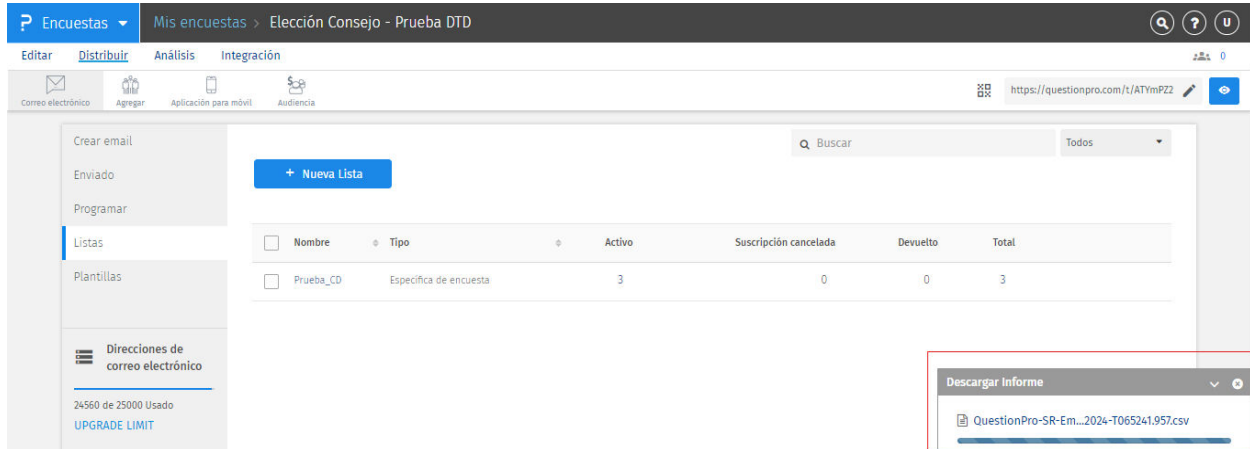 Encuestas Mis encuestas > Elección Consejo - Prueba DTD ? U
Editar Distribuir Análisis Integración 0
Correo electrónico Agregar Aplicación para móvil Audiencia https://questionpro.com/t/ATYmPZ2
Crear email
Enviado
Programar
Listas
Plantillas
Direcciones de
correo electrónico
24560 de 25000 Usado
UPGRADE LIMIT
Buscar Todos
+ Nueva Lista
Nombre Tipo Activo Suscripción cancelada Devuelto Total
Prueba_CD Especifica de encuesta 3 0 0 3
Descargar Informe
QuestionPro-SR-Em...2024-T065241.957.csv